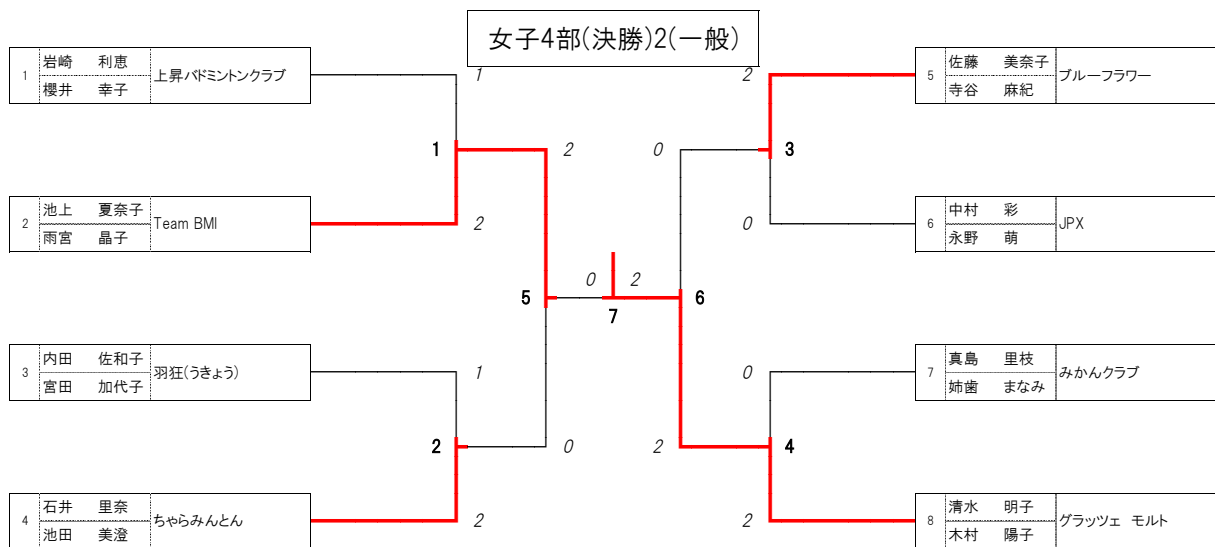 女子4部(決勝)2(一般)
1 岩崎 利恵 上昇バドミントンクラブ
櫻井 幸子
1
2 池上 夏奈子 Team BMI
雨宮 晶子
2
1
2
3 内田 佐和子 羽狂(うきょう)
宮田 加代子
1
4 石井 里奈 ちゃらみんとん
池田 美澄
2
2
0
5
0 2
7
5 佐藤 美奈子 ブルーフラワー
寺谷 麻紀
2
6 中村 彩 JPX
永野 萌
0
3
0
7 真島 里枝 みかんクラブ
姉歯 まなみ
0
8 清水 明子 グラッツェ モルト
木村 陽子
2
4
2
6